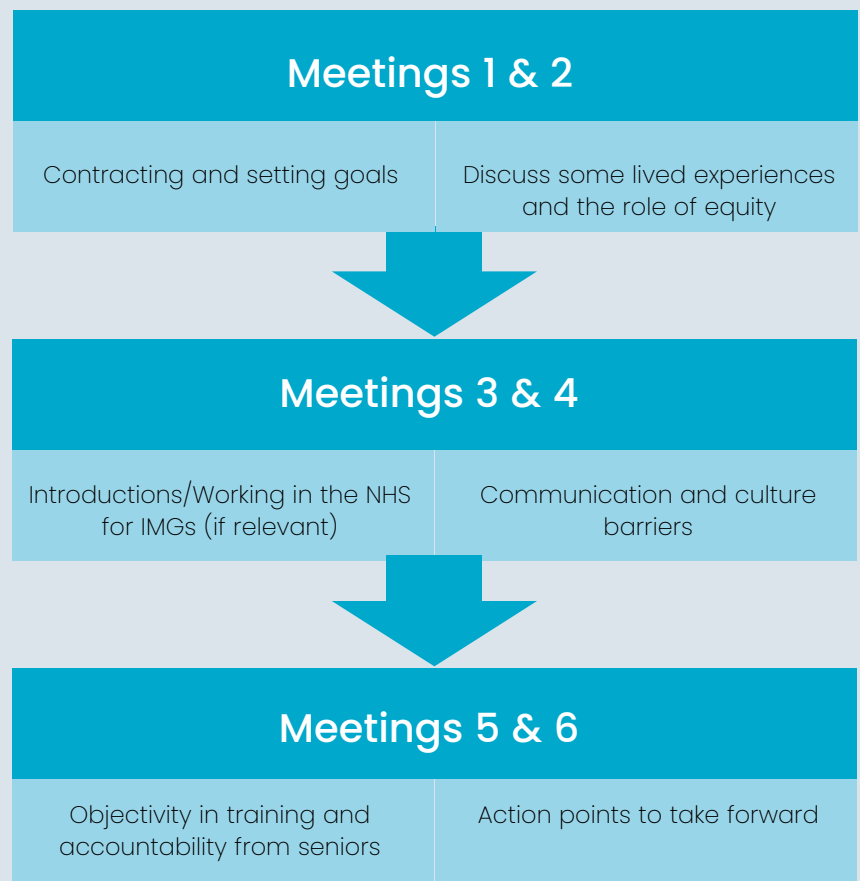 Meetings 1 & 2
Contracting and setting goals
Discuss some lived experiences
and the role of equity
Meetings 3 & 4
Introductions/Working in the NHS
for IMGs (if relevant)
Communication and culture
barriers
Meetings 5 & 6
Objectivity in training and
accountability from seniors
Action points to take forward